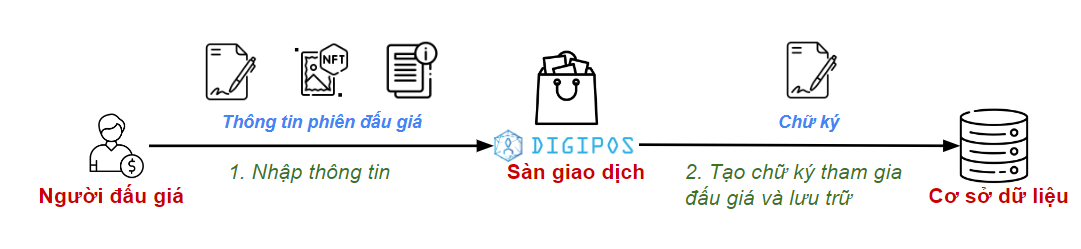 NFT
Thông tin phiên đấu giá
Chữ ký
DIGIPOS
1. Nhập thông tin
Người đấu giá
Sàn giao dịch
2. Tạo chữ ký tham gia
đấu giá và lưu trữ
Cơ sở dữ liệu